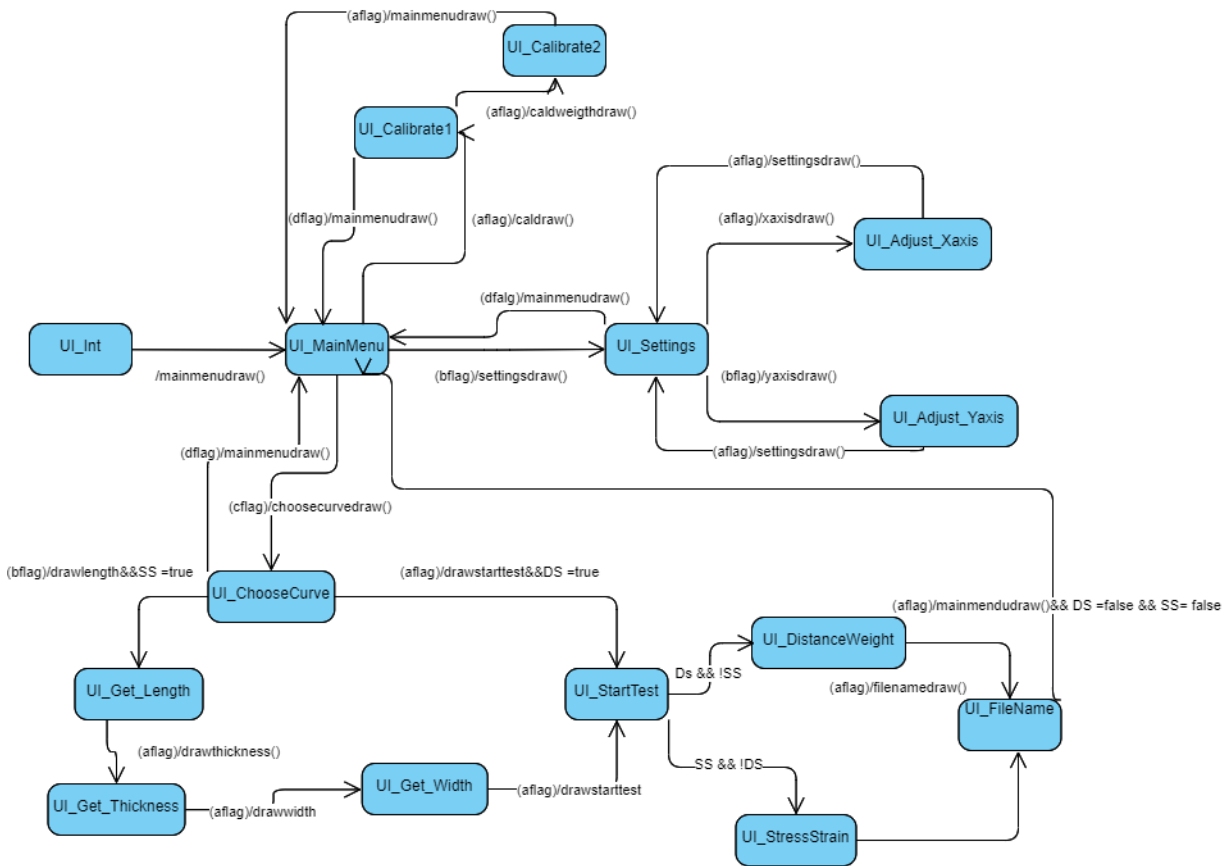 (aflag)/mainmenudraw()
UI_Calibrate2
(aflag)/caldweigthdraw()
UI_Calibrate1
(aflag)/settingsdraw()
(dflag)/mainmenudraw()
(aflag)/caldraw()
(aflag)/xaxisdraw()
UI_Adjust_Xaxis
(dfalg)/mainmenudraw()
UI_Int
UI_MainMenu
UI_Settings
/mainmenudraw()
(bflag)/settingsdraw()
(bflag)/yaxisdraw()
UI_Adjust_Yaxis
(dflag)/mainmenudraw()
(aflag)/settingsdraw()
(cflag)/choosecurvedraw()
(bflag)/drawlength&&SS =true
(aflag)/drawstarttest&&DS =true
UI_ChooseCurve
(aflag)/mainmendudraw()&& DS =false && SS= false
UI_DistanceWeight
Ds && !SS
UI_Get_Length
UI_StartTest
(aflag)/filenamedraw()
UI_FileName
(aflag)/drawthickness()
SS && !DS
UI_Get_Width
(aflag)/drawstarttest
UI_Get_Thickness
(aflag)/drawwidth
UI_StressStrain